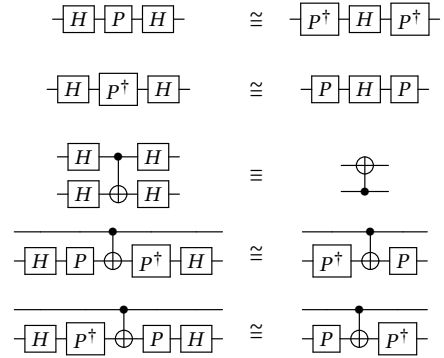 H P H ≅ P† H P†
H P† H ≅ P H P
H H
H H ≡
H P P† H ≅ P† P
H P† P H ≅ P P†